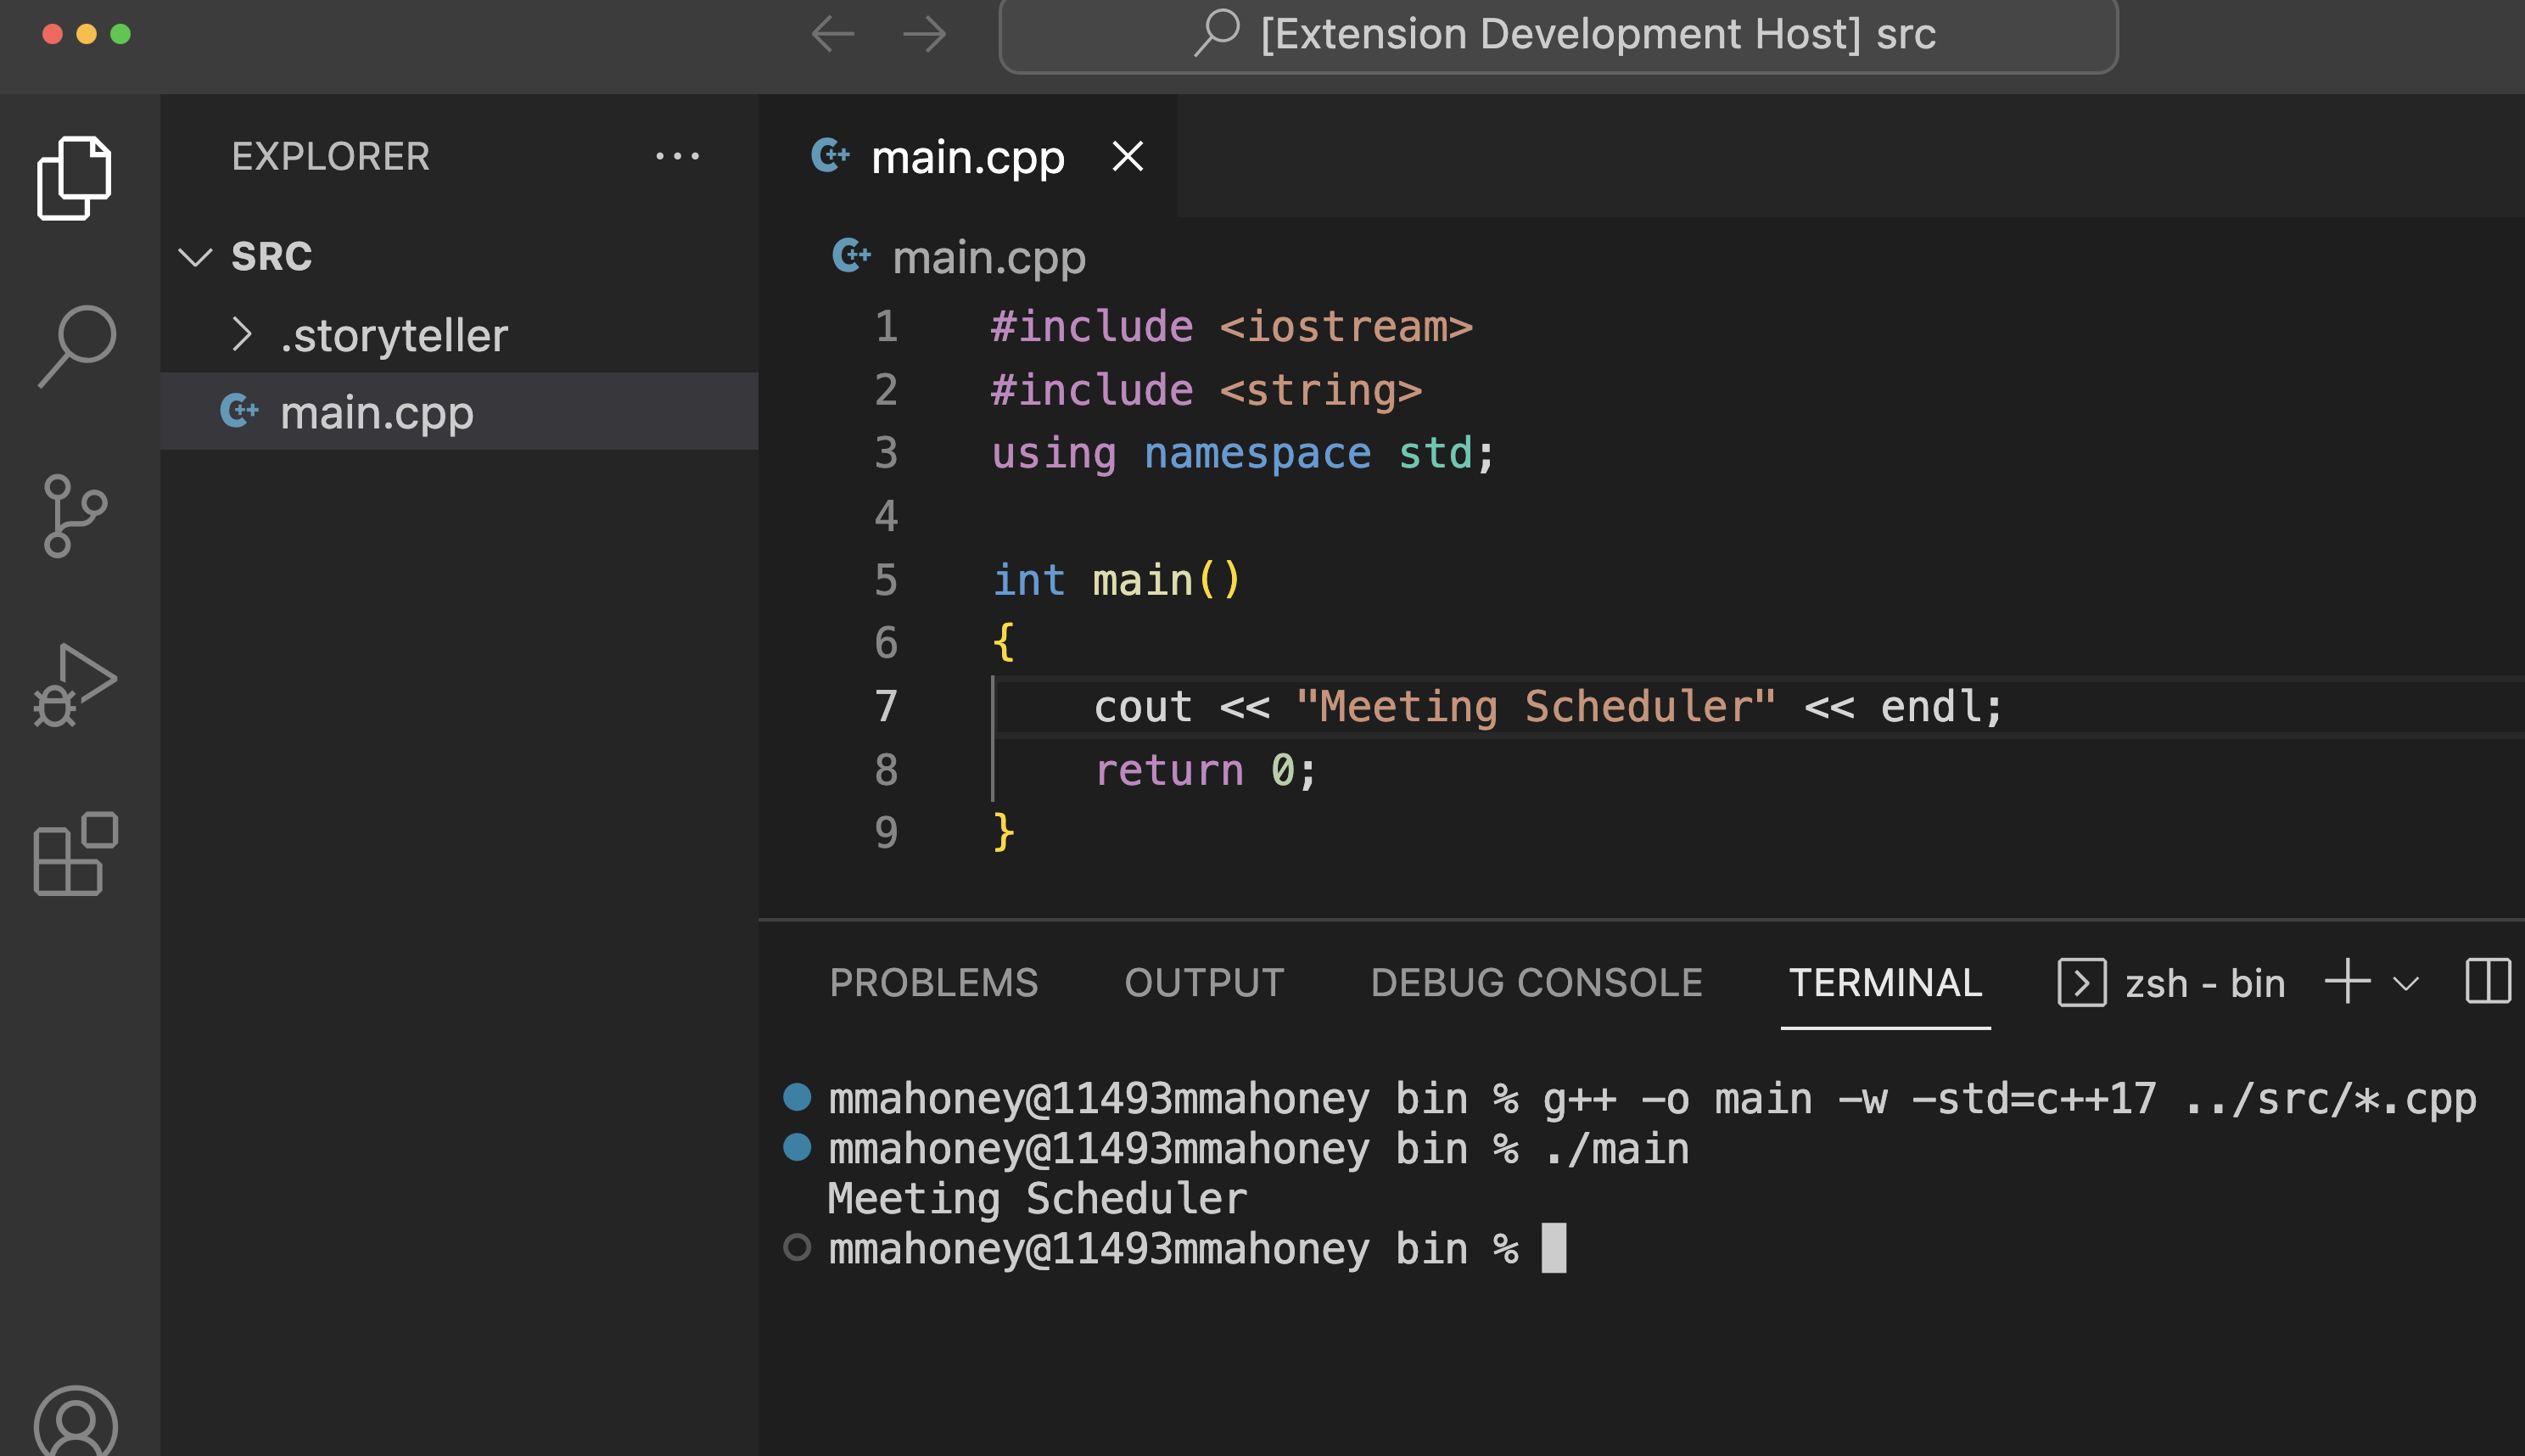 [Extension Development Host] src
EXPLORER
SRC
.storyteller
main.cpp
main.cpp
main.cpp
1 #include <iostream>
2 #include <string>
3 using namespace std;
4
5 int main()
6 {
7 cout << "Meeting Scheduler" << endl;
8 return 0;
9 }
PROBLEMS OUTPUT DEBUG CONSOLE TERMINAL zsh - bin
mmahoney@11493mmahoney bin % g++ -o main -w -std=c++17 ../src/*.cpp
mmahoney@11493mmahoney bin % ./main
Meeting Scheduler
mmahoney@11493mmahoney bin %